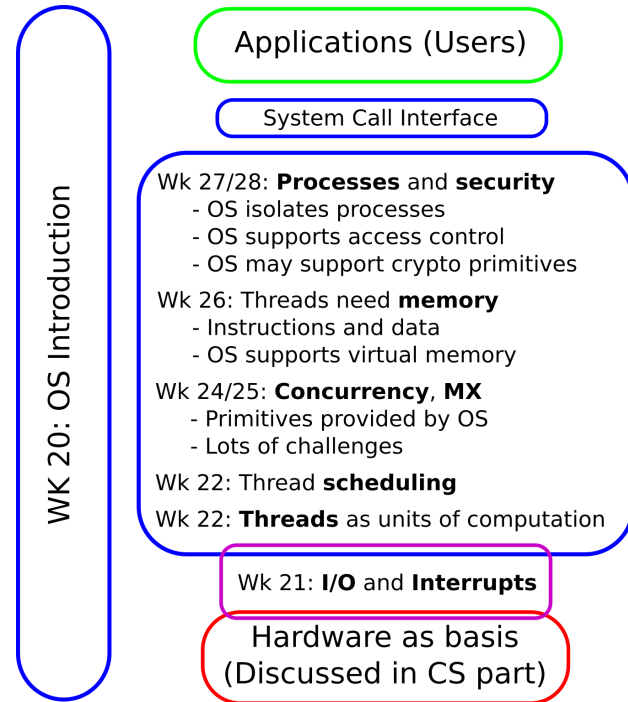 WK 20: OS Introduction
Applications (Users)
System Call Interface
Wk 27/28: Processes and security
- OS isolates processes
- OS supports access control
- OS may support crypto primitives
Wk 26: Threads need memory
- Instructions and data
- OS supports virtual memory
Wk 24/25: Concurrency, MX
- Primitives provided by OS
- Lots of challenges
Wk 22: Thread scheduling
Wk 22: Threads as units of computation
Wk 21: I/O and Interrupts
Hardware as basis
(Discussed in CS part)